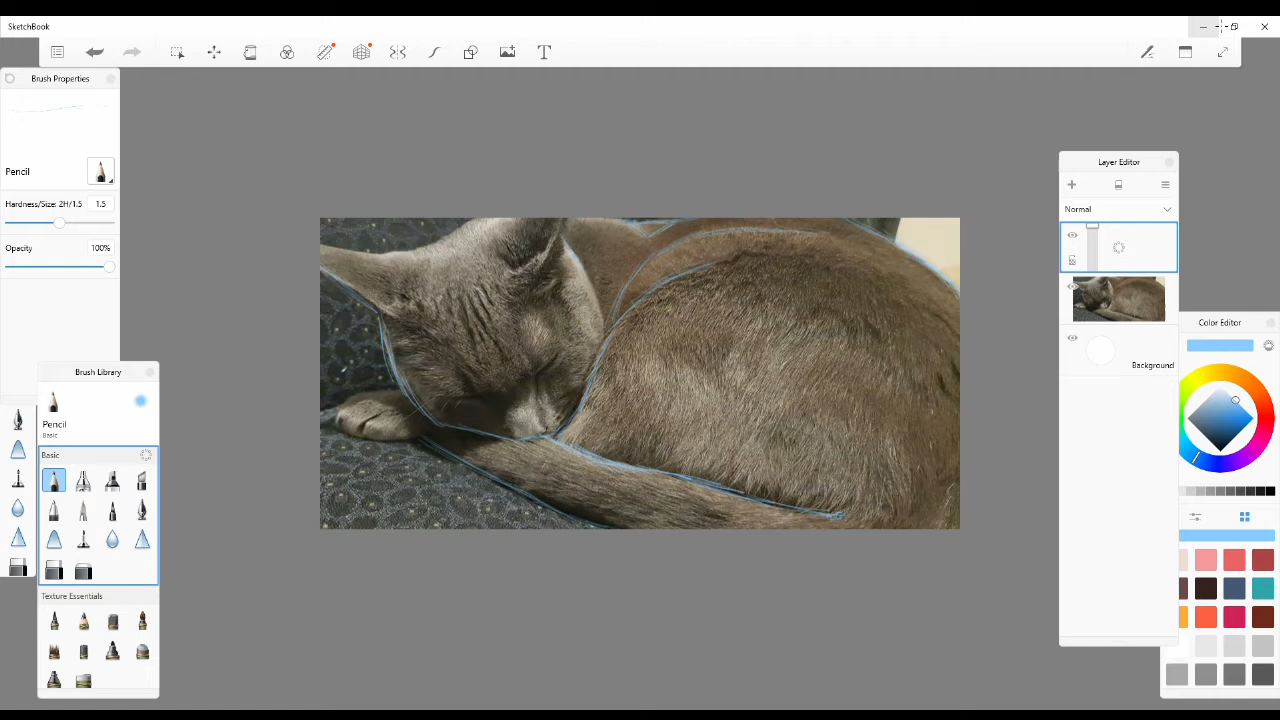 SketchBook
T
Brush Properties
Pencil
Hardness/Size: 2H/1.5 1.5
Opacity 100%
Brush Library
Pencil
Basic
Basic
Texture Essentials
Layer Editor
Normal
Background
Color Editor